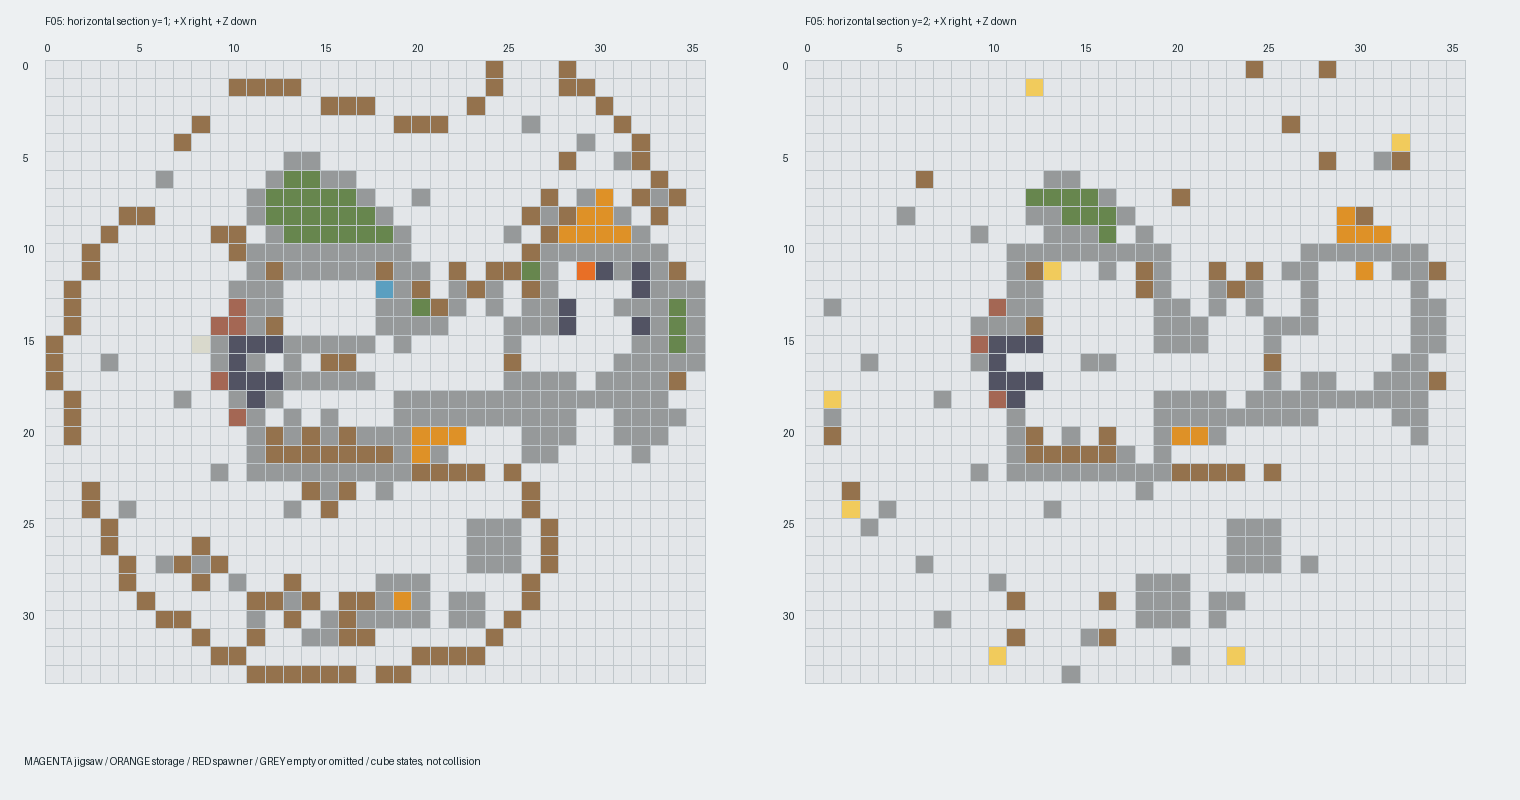 F05: horizontal section y=1; +X right, +Z down
F05: horizontal section y=2; +X right, +Z down
0 5 10 15 20 25 30 35
0 5 10 15 20 25 30 35
0 0
5 5
10 10
15 15
20 20
25 25
30 30
MAGENTA jigsaw / ORANGE storage / RED spawner / GREY empty or omitted / cube states, not collision